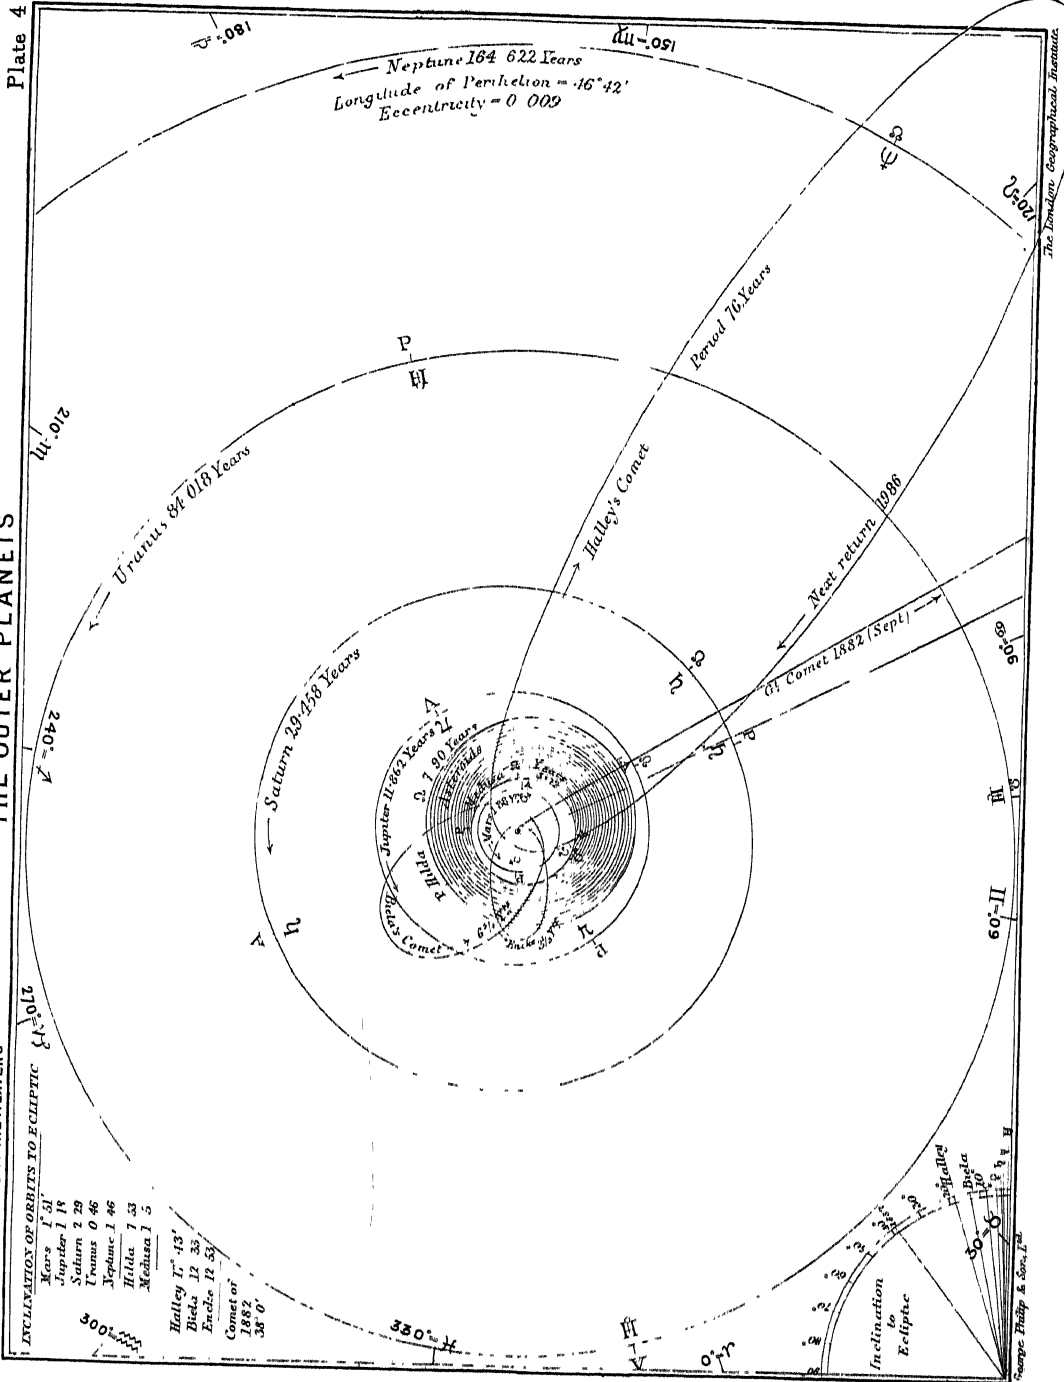 Plate 4
THE OUTER PLANETS
180°=♎
150°=♍
120°=♌
90°=♋
60°=♊
30°=♉
0°=♈
330°=♓
300°=♒
270°=♑
240°=♐
210°=♏
Neptune 164 622 Years
Longitude of Perihelion = 46°42'
Eccentricity = 0 009
Uranus 84 018 Years
Saturn 29·458 Years
Jupiter 11·862 Years
Asteroids
Medusa
P Hilda
Period 76 Years
Halley's Comet
Next return 1986
Gt Comet 1882 (Sept)
Biela's Comet
Encke
P
A
INCLINATION OF ORBITS TO ECLIPTIC
Mars 1° 51'
Jupiter 1 18
Saturn 2 29
Uranus 0 46
Neptune 1 46
Hilda 7 53
Medusa 1 5
Biela 12 33
Encke 12 53
Comet of
1882
38° 0'
Halley
Biela
10°
Inclination
to
Ecliptic
George Philip & Son, Ltd
The London Geographical Institute